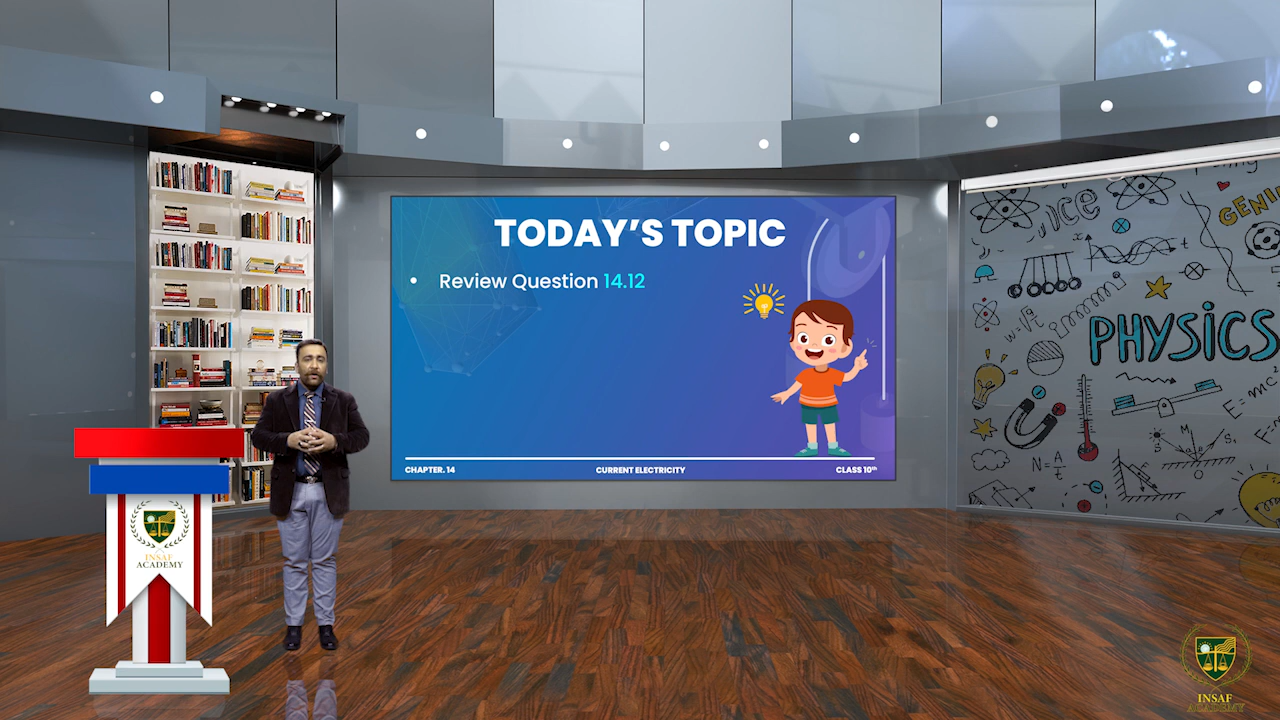 TODAY'S TOPIC
• Review Question 14.12
CHAPTER. 14
CURRENT ELECTRICITY
CLASS 10th
INSAF
ACADEMY
GENI
PHYSICS
E=mc²
N=A/t
M
S
O
INSAF
ACADEMY